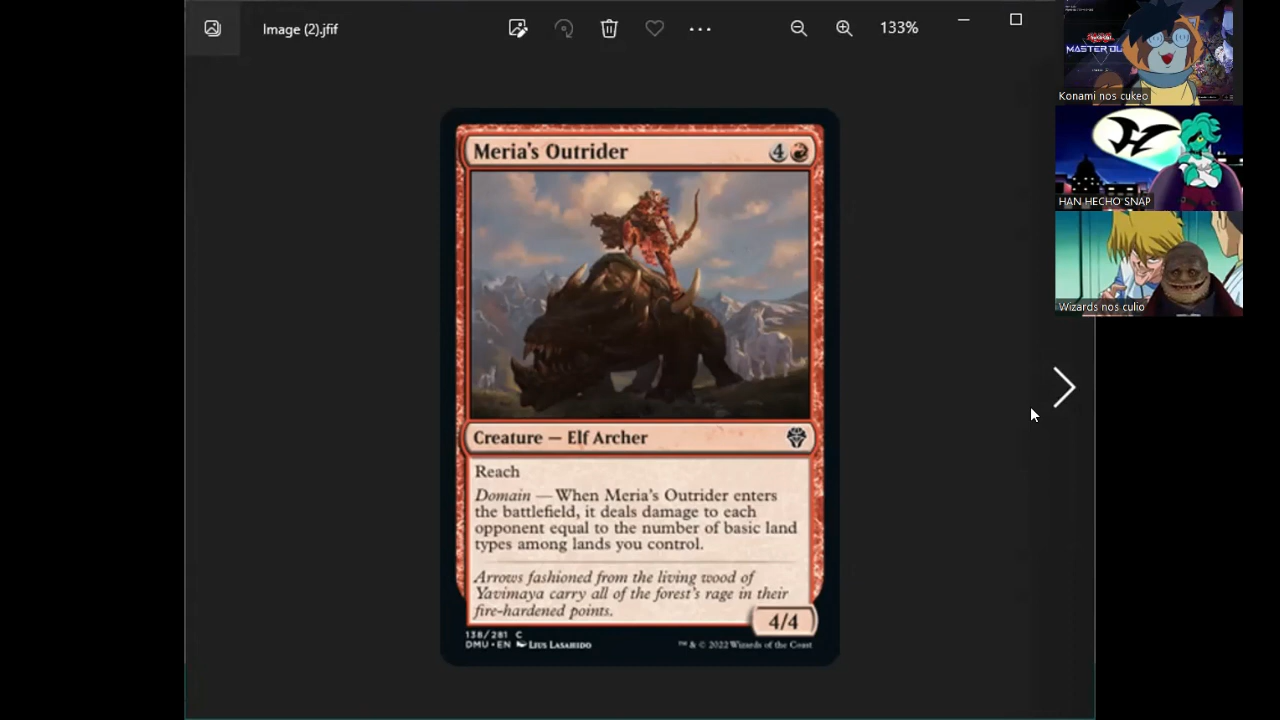 Image (2).jfif
133%
MASTER DU
Konami nos cukeo
HAN HECHO SNAP
Wizards nos culio
Meria's Outrider
4
Creature — Elf Archer
Reach
Domain — When Meria's Outrider enters
the battlefield, it deals damage to each
opponent equal to the number of basic land
types among lands you control.
Arrows fashioned from the living wood of
Yavimaya carry all of the forest's rage in their
fire-hardened points.
4/4
138/281 C
DMU • EN Lius Lasahido
™ & © 2022 Wizards of the Coast